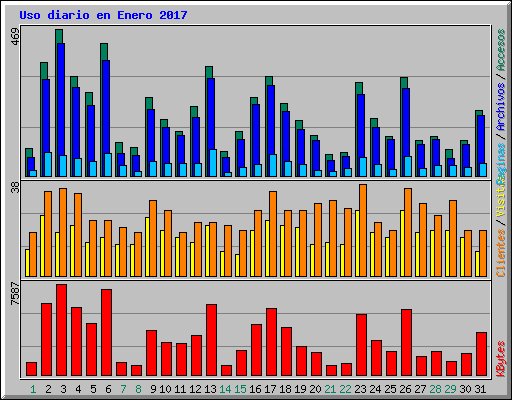 Uso diario en Enero 2017
469
38
7587
Accesos
/
Archivos
/
Páginas
Clientes
/
Visitas
KBytes
1 2 3 4 5 6 7 8 9 10 11 12 13 14 15 16 17 18 19 20 21 22 23 24 25 26 27 28 29 30 31